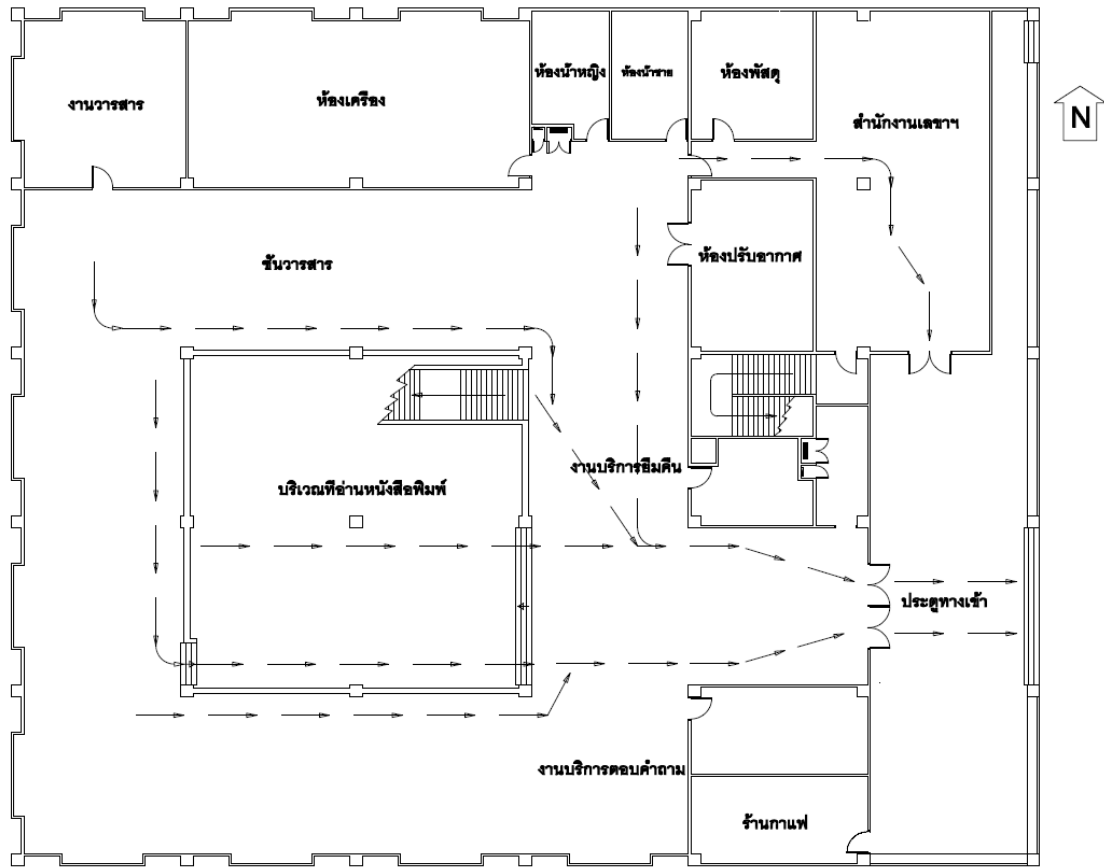 ห้องน้ำหญิง
ห้องน้ำชาย
ห้องพัสดุ
งานวารสาร
ห้องเครื่อง
สำนักงานเลขาฯ
N
ชั้นวารสาร
ห้องปรับอากาศ
งานบริการยืมคืน
บริเวณที่อ่านหนังสือพิมพ์
ประตูทางเข้า
งานบริการตอบคำถาม
ร้านกาแฟ